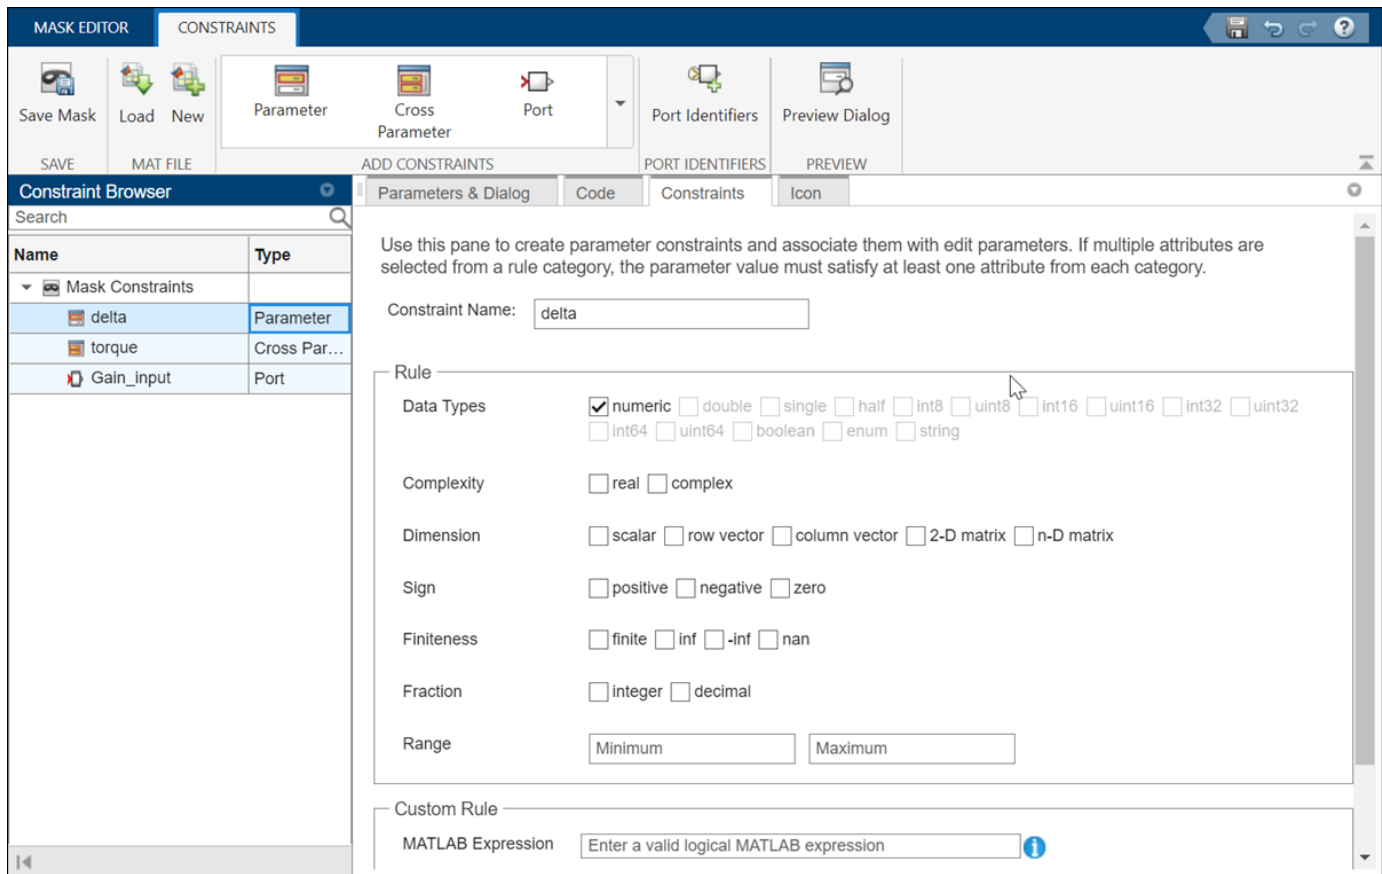 MASK EDITOR CONSTRAINTS
Save Mask Load New Parameter Cross Parameter Port Port Identifiers Preview Dialog
SAVE MAT FILE ADD CONSTRAINTS PORT IDENTIFIERS PREVIEW
Constraint Browser
Search
Name Type
Mask Constraints
delta Parameter
torque Cross Par...
Gain_input Port
Parameters & Dialog Code Constraints Icon
Use this pane to create parameter constraints and associate them with edit parameters. If multiple attributes are
selected from a rule category, the parameter value must satisfy at least one attribute from each category.
Constraint Name: delta
Rule
Data Types numeric double single half int8 uint8 int16 uint16 int32 uint32
int64 uint64 boolean enum string
Complexity real complex
Dimension scalar row vector column vector 2-D matrix n-D matrix
Sign positive negative zero
Finiteness finite inf -inf nan
Fraction integer decimal
Range Minimum Maximum
Custom Rule
MATLAB Expression Enter a valid logical MATLAB expression